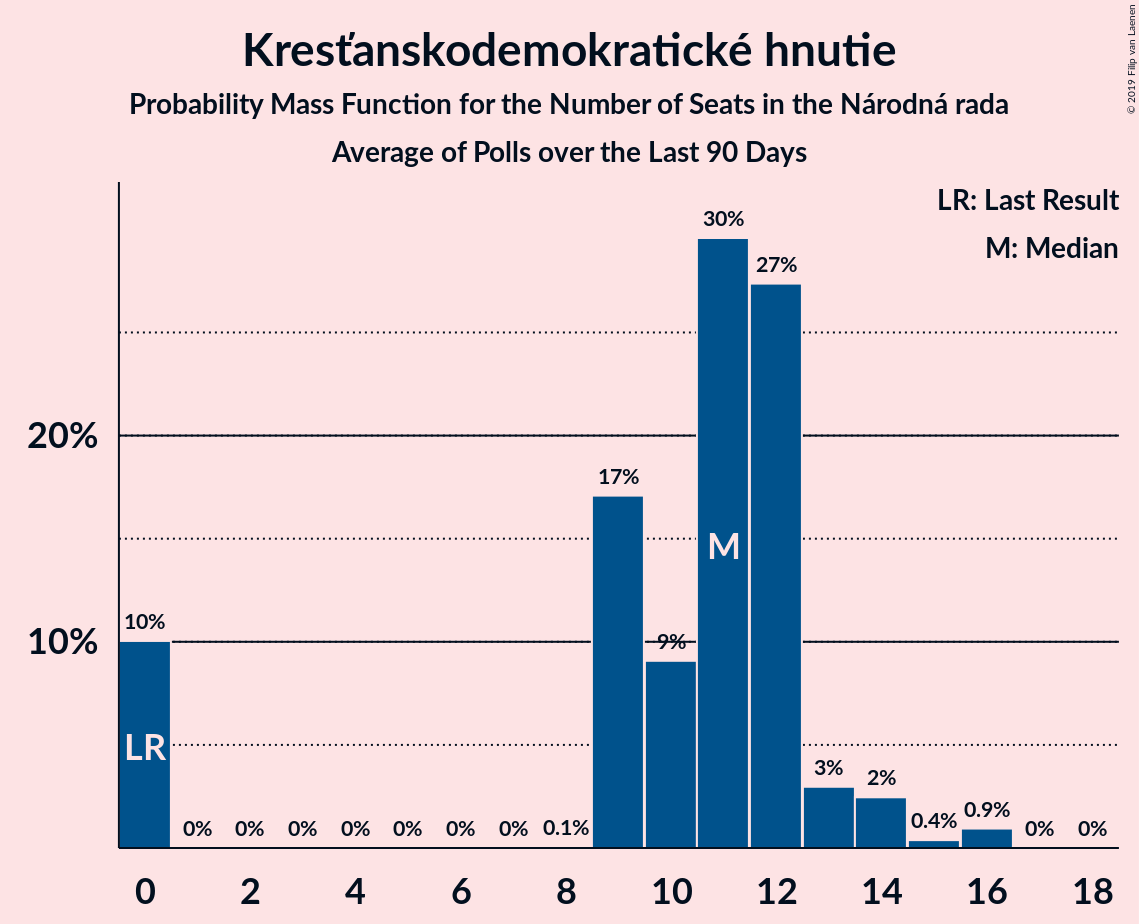 Kresťanskodemokratické hnutie
Probability Mass Function for the Number of Seats in the Národná rada
Average of Polls over the Last 90 Days
© 2019 Filip van Laenen
LR: Last Result
M: Median
30%
27%
20%
17%
M
10%
10%
9%
LR
3%
2%
0.9%
0.4%
0% 0% 0% 0% 0% 0% 0% 0.1% 0% 0%
0 2 4 6 8 10 12 14 16 18